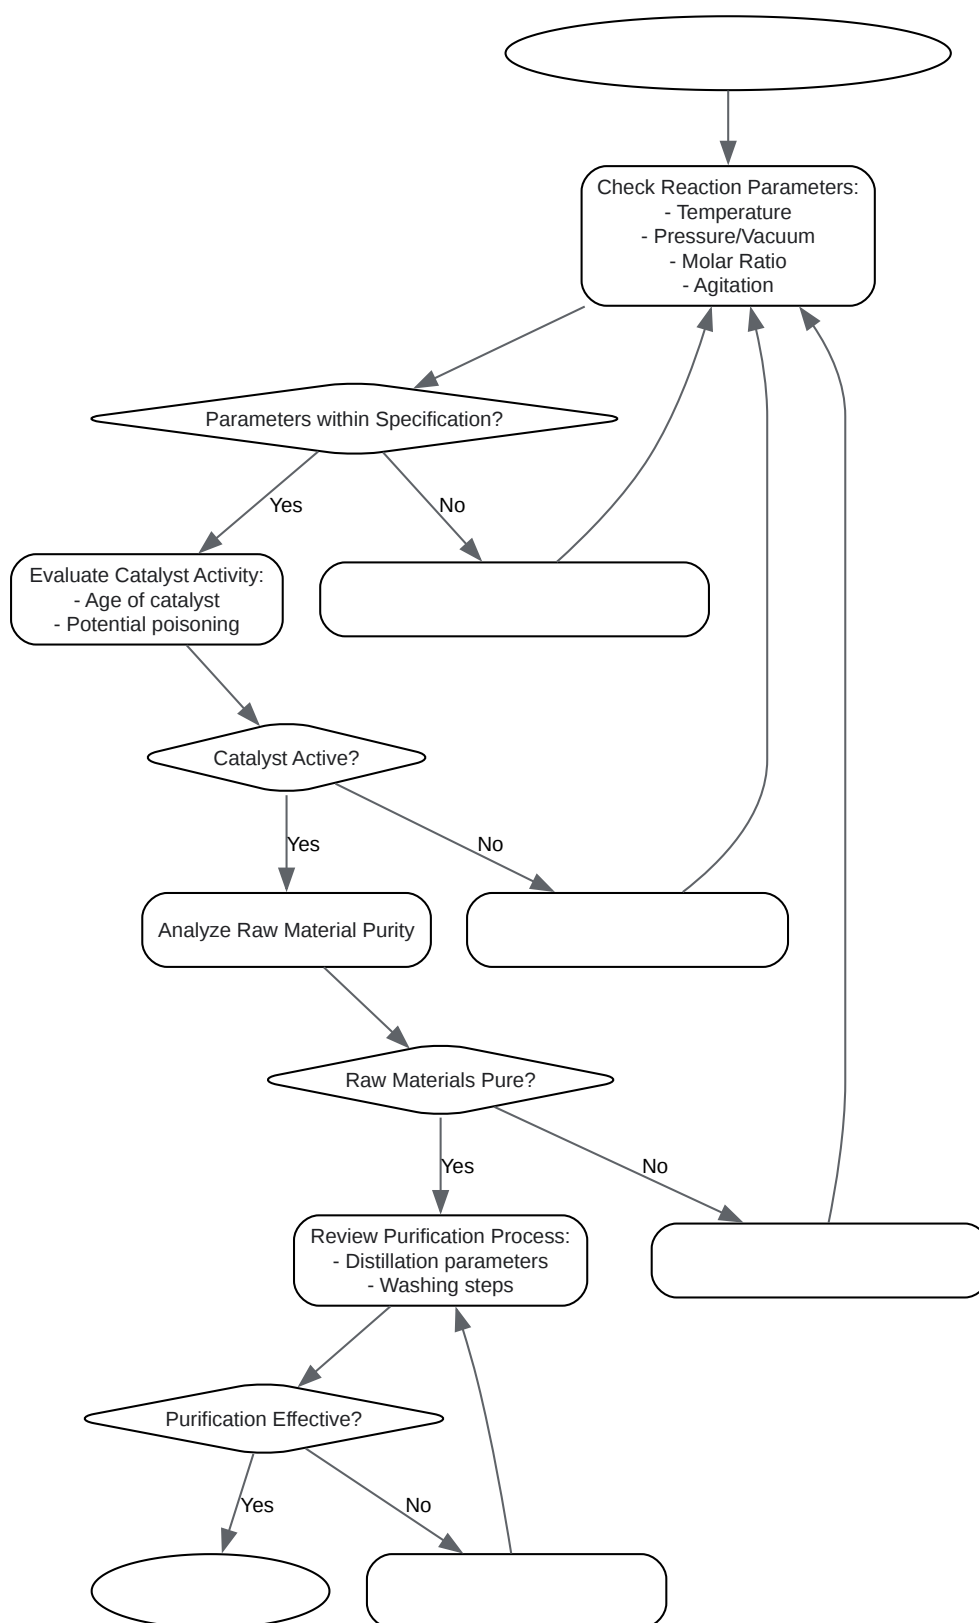 Check Reaction Parameters:
- Temperature
- Pressure/Vacuum
- Molar Ratio
- Agitation
Parameters within Specification?
Yes
No
Evaluate Catalyst Activity:
- Age of catalyst
- Potential poisoning
Catalyst Active?
Yes
No
Analyze Raw Material Purity
Raw Materials Pure?
Yes
No
Review Purification Process:
- Distillation parameters
- Washing steps
Purification Effective?
Yes
No